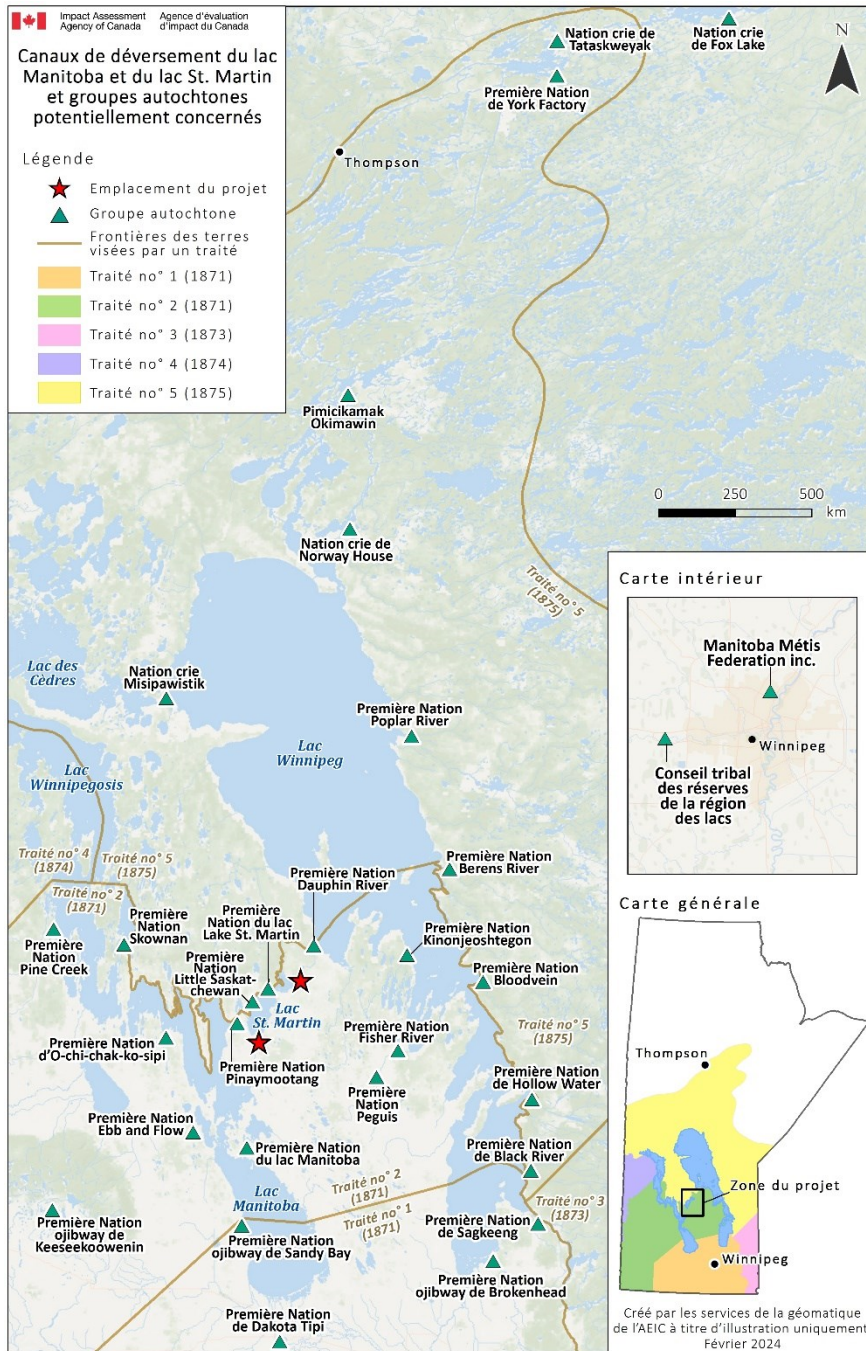 Impact Assessment
Agency of Canada
Agence d'évaluation
d'impact du Canada
Canaux de déversement du lac
Manitoba et du lac St. Martin
et groupes autochtones
potentiellement concernés
Légende
Emplacement du projet
Groupe autochtone
Frontières des terres
visées par un traité
Traité no° 1 (1871)
Traité no° 2 (1871)
Traité no° 3 (1873)
Traité no° 4 (1874)
Traité no° 5 (1875)
Nation crie de
Tataskweyak
Nation crie
de Fox Lake
Première Nation
de York Factory
N
Thompson
Pimicikamak
Okimawin
0 250 500
km
Nation crie de
Norway House
Traité no° 5
(1875)
Lac des
Cèdres
Nation crie
Misipawistik
Première Nation
Poplar River
Lac
Winnipeg
Lac
Winnipegosis
Traité no° 4
(1874)
Traité no° 5
(1875)
Traité no° 2
(1871)
Première Nation
Dauphin River
Première Nation
Berens River
Première
Nation
Skownan
Première
Nation du lac
Lake St. Martin
Première
Nation
Pine Creek
Première
Nation
Little Saskat-
chewan
Première Nation
Kinonjeoshtegon
Première Nation
Bloodvein
Lac
St. Martin
Première Nation
d'O-chi-chak-ko-sipi
Première Nation
Pinaymootang
Première Nation
Fisher River
Traité no° 5
(1875)
Première
Nation
Peguis
Première Nation
de Hollow Water
Première Nation
Ebb and Flow
Première Nation
du lac Manitoba
Première Nation
de Black River
Lac
Manitoba
Traité no° 2
(1871)
Traité no° 1
(1871)
Traité no° 3
(1873)
Première Nation
ojibway de
Keeseekoowenin
Première Nation
ojibway de Sandy Bay
Première Nation
de Sagkeeng
Première Nation
ojibway de Brokenhead
Première Nation
de Dakota Tipi
Carte intérieur
Manitoba Métis
Federation inc.
Winnipeg
Conseil tribal
des réserves
de la région
des lacs
Carte générale
Thompson
Zone du projet
Winnipeg
Créé par les services de la géomatique
de l'AEIC à titre d'illustration uniquement
Février 2024